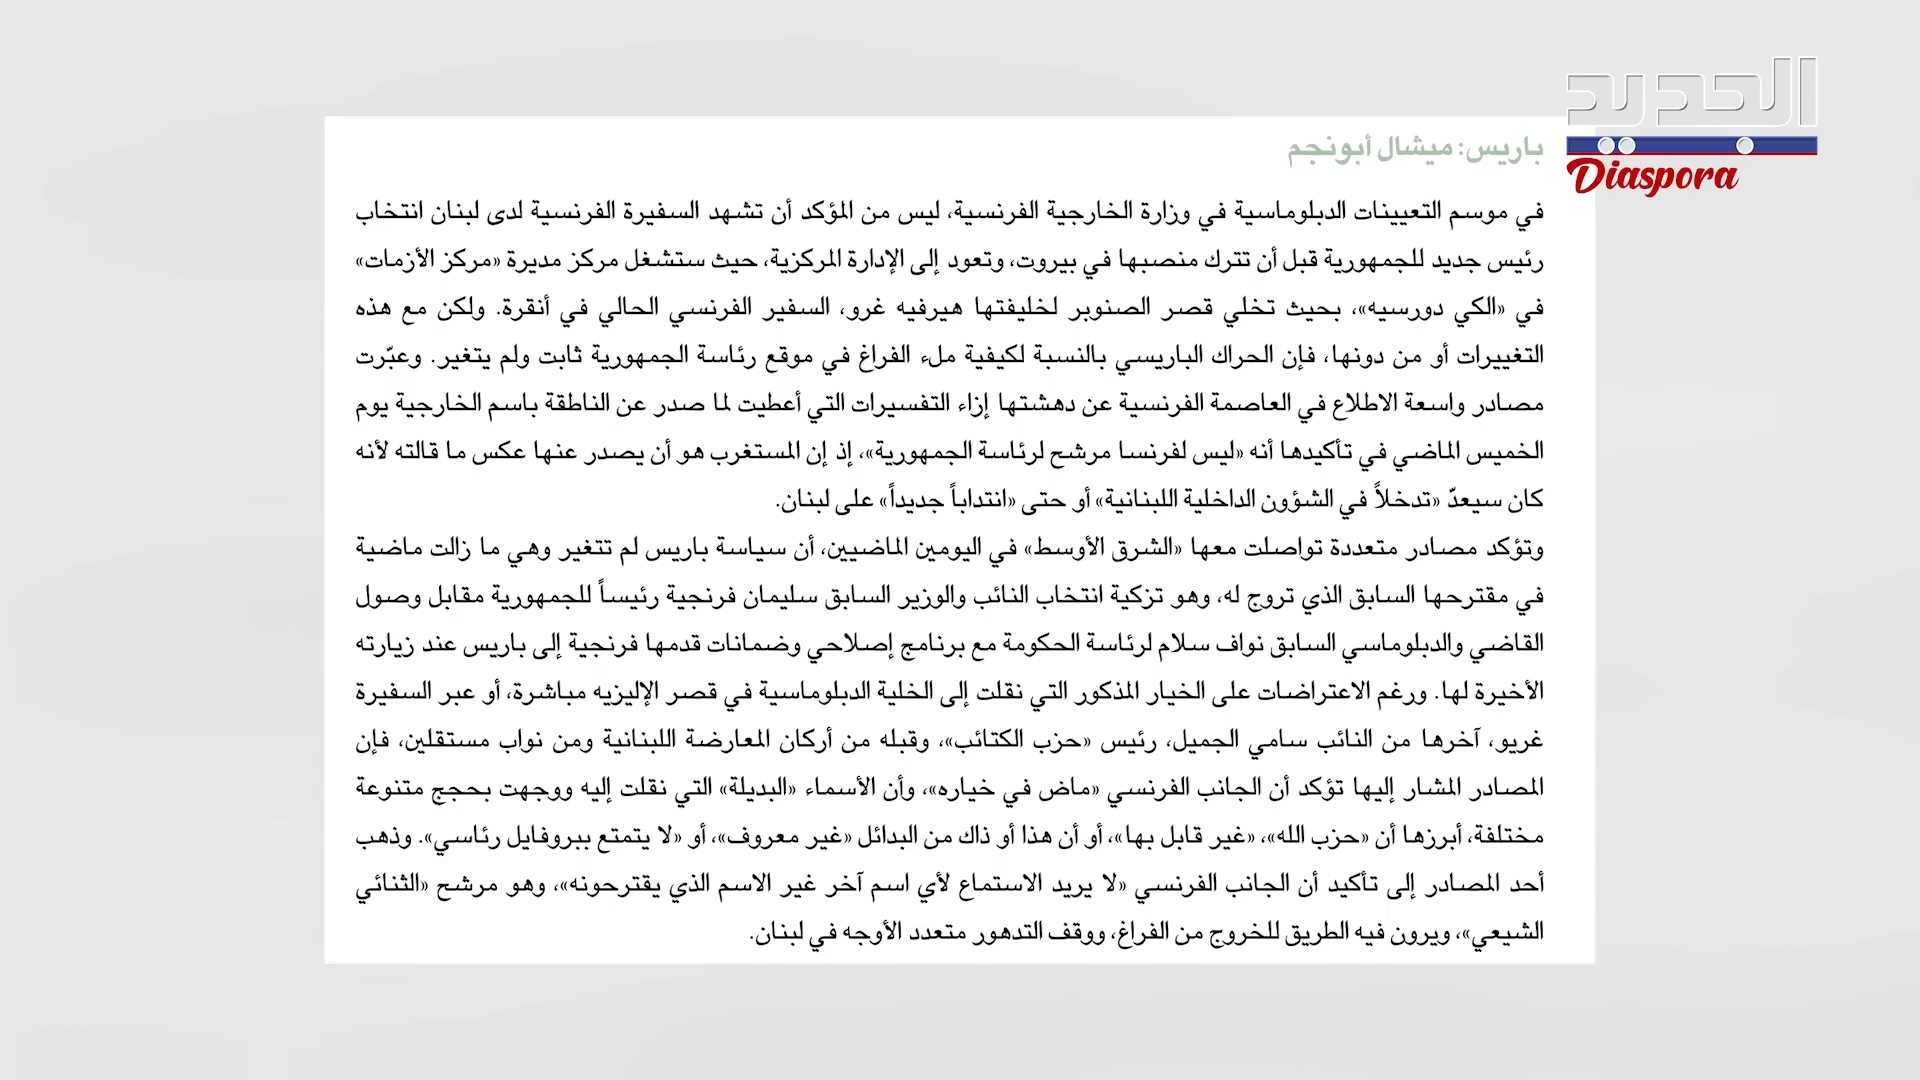 الجديد
Diaspora
باريس: ميشال أبونجم
في موسم التعيينات الدبلوماسية في وزارة الخارجية الفرنسية، ليس من المؤكد أن تشهد السفيرة الفرنسية لدى لبنان انتخاب
رئيس جديد للجمهورية قبل أن تترك منصبها في بيروت، وتعود إلى الإدارة المركزية، حيث ستشغل مركز مديرة «مركز الأزمات»
في «الكي دورسيه»، بحيث تخلي قصر الصنوبر لخليفتها هيرفيه غرو، السفير الفرنسي الحالي في أنقرة. ولكن مع هذه
التغييرات أو من دونها، فإن الحراك الباريسي بالنسبة لكيفية ملء الفراغ في موقع رئاسة الجمهورية ثابت ولم يتغير. وعبّرت
مصادر واسعة الاطلاع في العاصمة الفرنسية عن دهشتها إزاء التفسيرات التي أعطيت لما صدر عن الناطقة باسم الخارجية يوم
الخميس الماضي في تأكيدها أنه «ليس لفرنسا مرشح لرئاسة الجمهورية»، إذ إن المستغرب هو أن يصدر عنها عكس ما قالته لأنه
كان سيعدّ «تدخلاً في الشؤون الداخلية اللبنانية» أو حتى «انتداباً جديداً» على لبنان.
وتؤكد مصادر متعددة تواصلت معها «الشرق الأوسط» في اليومين الماضيين، أن سياسة باريس لم تتغير وهي ما زالت ماضية
في مقترحها السابق الذي تروج له، وهو تزكية انتخاب النائب والوزير السابق سليمان فرنجية رئيساً للجمهورية مقابل وصول
القاضي والدبلوماسي السابق نواف سلام لرئاسة الحكومة مع برنامج إصلاحي وضمانات قدمها فرنجية إلى باريس عند زيارته
الأخيرة لها. ورغم الاعتراضات على الخيار المذكور التي نقلت إلى الخلية الدبلوماسية في قصر الإليزيه مباشرة، أو عبر السفيرة
غريو، آخرها من النائب سامي الجميل، رئيس «حزب الكتائب»، وقبله من أركان المعارضة اللبنانية ومن نواب مستقلين، فإن
المصادر المشار إليها تؤكد أن الجانب الفرنسي «ماض في خياره»، وأن الأسماء «البديلة» التي نقلت إليه ووجهت بحجج متنوعة
مختلفة، أبرزها أن «حزب الله»، «غير قابل بها»، أو أن هذا أو ذاك من البدائل «غير معروف»، أو «لا يتمتع ببروفايل رئاسي». وذهب
أحد المصادر إلى تأكيد أن الجانب الفرنسي «لا يريد الاستماع لأي اسم آخر غير الاسم الذي يقترحونه»، وهو مرشح «الثنائي
الشيعي»، ويرون فيه الطريق للخروج من الفراغ، ووقف التدهور متعدد الأوجه في لبنان.